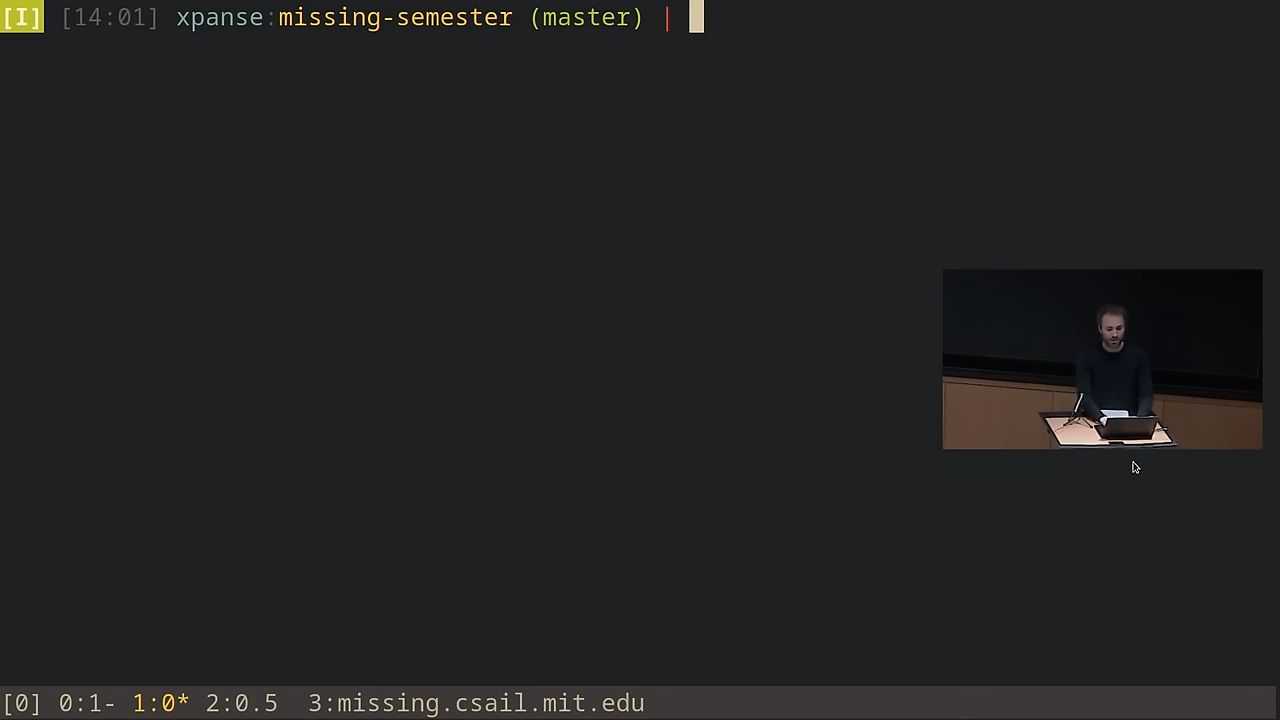 [I] [14:01] xpanse:missing-semester (master) |
[0] 0:1- 1:0* 2:0.5  3:missing.csail.mit.edu